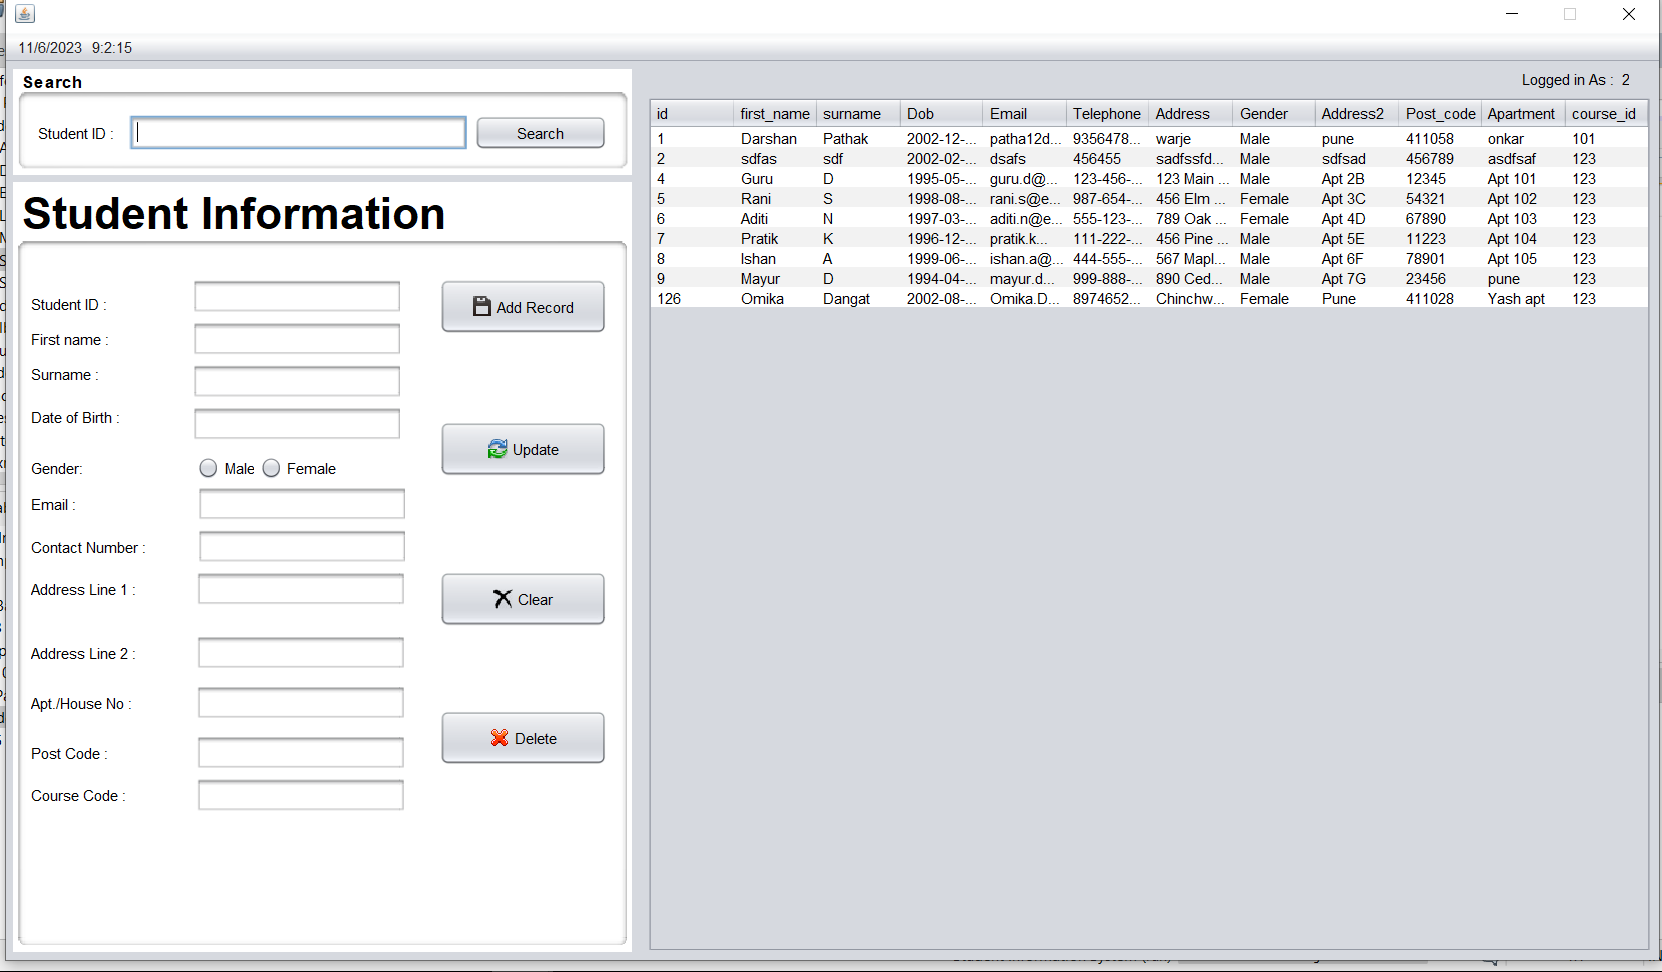 11/6/2023 9:2:15
Search
Student ID :
Search
Student Information
Student ID :
Add Record
First name :
Surname :
Date of Birth :
Update
Gender: Male Female
Email :
Contact Number :
Address Line 1 :
Clear
Address Line 2 :
Apt./House No :
Delete
Post Code :
Course Code :
Logged in As : 2
id first_name surname Dob Email Telephone Address Gender Address2 Post_code Apartment course_id
1 Darshan Pathak 2002-12-... patha12d... 9356478... warje Male pune 411058 onkar 101
2 sdfas sdf 2002-02-... dsafs 456455 sadfssfd... Male sdfsad 456789 asdfsaf 123
4 Guru D 1995-05-... guru.d@... 123-456-... 123 Main ... Male Apt 2B 12345 Apt 101 123
5 Rani S 1998-08-... rani.s@e... 987-654-... 456 Elm ... Female Apt 3C 54321 Apt 102 123
6 Aditi N 1997-03-... aditi.n@e... 555-123-... 789 Oak ... Female Apt 4D 67890 Apt 103 123
7 Pratik K 1996-12-... pratik.k... 111-222-... 456 Pine ... Male Apt 5E 11223 Apt 104 123
8 Ishan A 1999-06-... ishan.a@... 444-555-... 567 Mapl... Male Apt 6F 78901 Apt 105 123
9 Mayur D 1994-04-... mayur.d... 999-888-... 890 Ced... Male Apt 7G 23456 pune 123
126 Omika Dangat 2002-08-... Omika.D... 8974652... Chinchw... Female Pune 411028 Yash apt 123